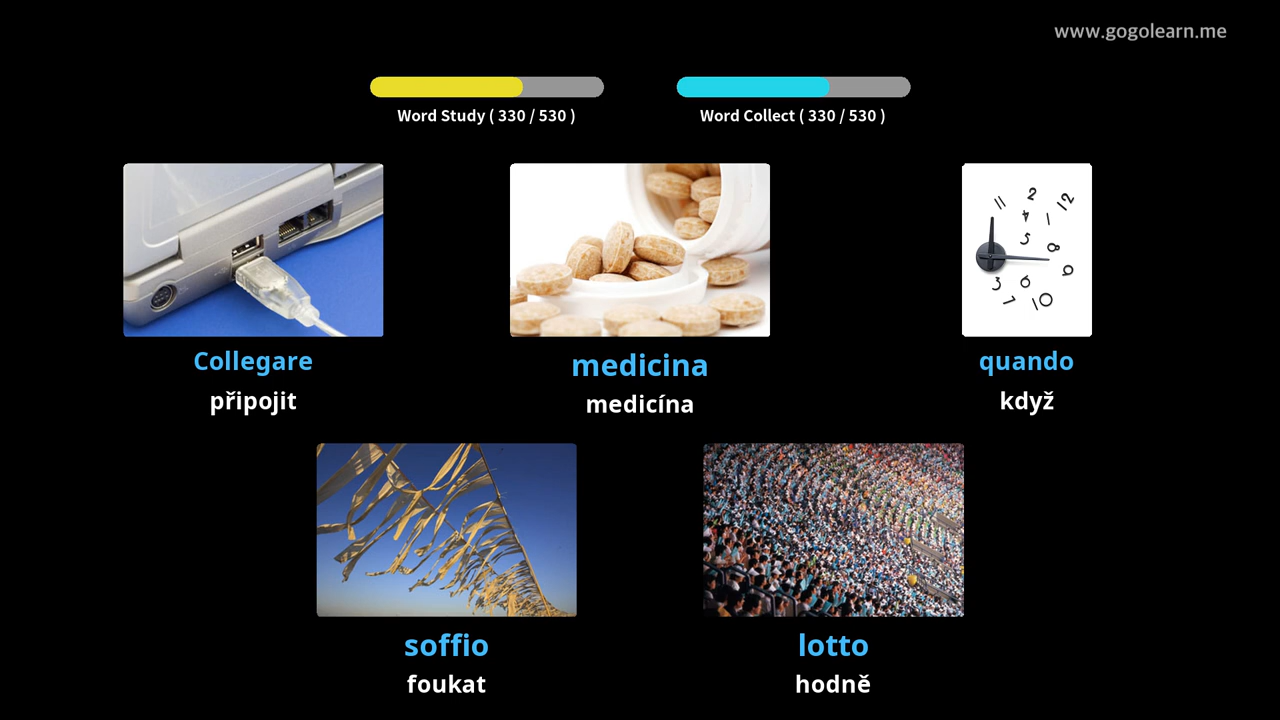 www.gogolearn.me
Word Study ( 330 / 530 )
Word Collect ( 330 / 530 )
Collegare
připojit
medicina
medicína
quando
když
soffio
foukat
lotto
hodně